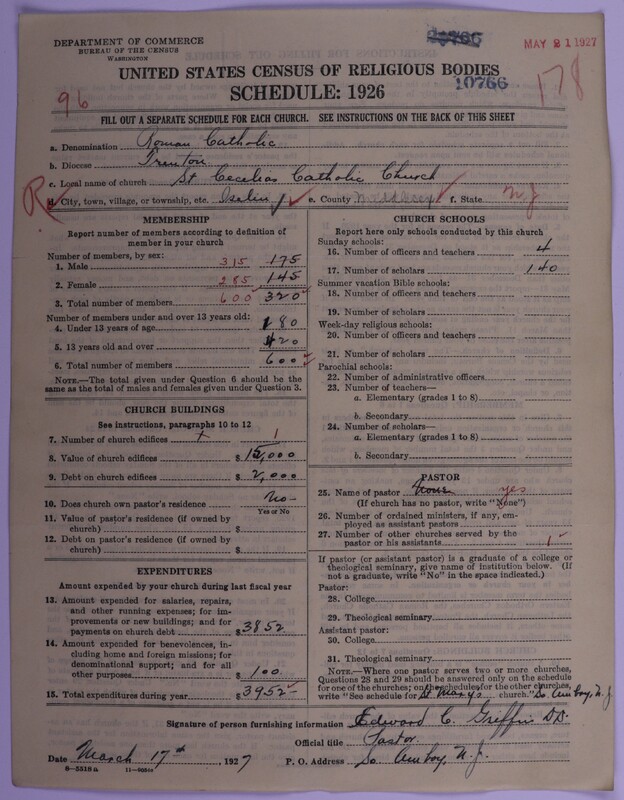 DEPARTMENT OF COMMERCE
BUREAU OF THE CENSUS
WASHINGTON
MAY 21 1927
UNITED STATES CENSUS OF RELIGIOUS BODIES
SCHEDULE: 1926
10766
178
96
FILL OUT A SEPARATE SCHEDULE FOR EACH CHURCH. SEE INSTRUCTIONS ON THE BACK OF THIS SHEET
a. Denomination Roman Catholic
b. Diocese Trenton
c. Local name of church St Cecelias Catholic Church
d. City, town, village, or township, etc. Iselin e. County Middlesex f. State N J
MEMBERSHIP
Report number of members according to definition of member in your church
Number of members, by sex:
1. Male 315 175
2. Female 285 145
3. Total number of members 600 320
Number of members under and over 13 years old:
4. Under 13 years of age 180
5. 13 years old and over 420
6. Total number of members 600
NOTE.—The total given under Question 6 should be the same as the total of males and females given under Question 3.
CHURCH BUILDINGS
See instructions, paragraphs 10 to 12
7. Number of church edifices 1
8. Value of church edifices $15,000
9. Debt on church edifices $2,000
10. Does church own pastor's residence No
Yes or No
11. Value of pastor's residence (if owned by church) $
12. Debt on pastor's residence (if owned by church) $
EXPENDITURES
Amount expended by your church during last fiscal year
13. Amount expended for salaries, repairs, and other running expenses; for improvements or new buildings; and for payments on church debt $3852
14. Amount expended for benevolences, including home and foreign missions; for denominational support; and for all other purposes $100
15. Total expenditures during year $3952
CHURCH SCHOOLS
Report here only schools conducted by this church
Sunday schools:
16. Number of officers and teachers 4
17. Number of scholars 140
Summer vacation Bible schools:
18. Number of officers and teachers
19. Number of scholars
Week-day religious schools:
20. Number of officers and teachers
21. Number of scholars
Parochial schools:
22. Number of administrative officers
23. Number of teachers—
a. Elementary (grades 1 to 8)
b. Secondary
24. Number of scholars—
a. Elementary (grades 1 to 8)
b. Secondary
PASTOR
25. Name of pastor None yes
(If church has no pastor, write "None")
26. Number of ordained ministers, if any, employed as assistant pastors
27. Number of other churches served by the pastor or his assistants 1
If pastor (or assistant pastor) is a graduate of a college or theological seminary, give name of institution below. (If not a graduate, write "No" in the space indicated.)
Pastor:
28. College
29. Theological seminary
Assistant pastor:
30. College
31. Theological seminary
NOTE.—Where one pastor serves two or more churches, Questions 28 and 29 should be answered only on the schedule for one of the churches; on the schedules for the other churches, write "See schedule for St Marys church." So. Amboy, N. J
Signature of person furnishing information Edward C. Griffin D.D.
Official title Pastor
Date March 17th, 1927 P. O. Address So. Amboy, N. J.
8-5318a 11-